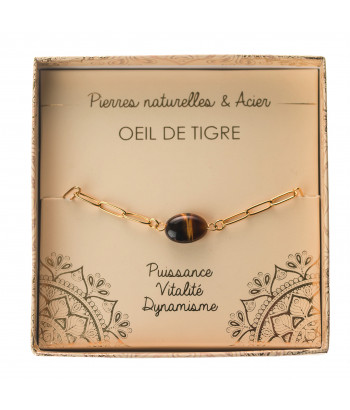 Pierres naturelles & Acier
OEIL DE TIGRE
Puissance
Vitalité
Dynamisme